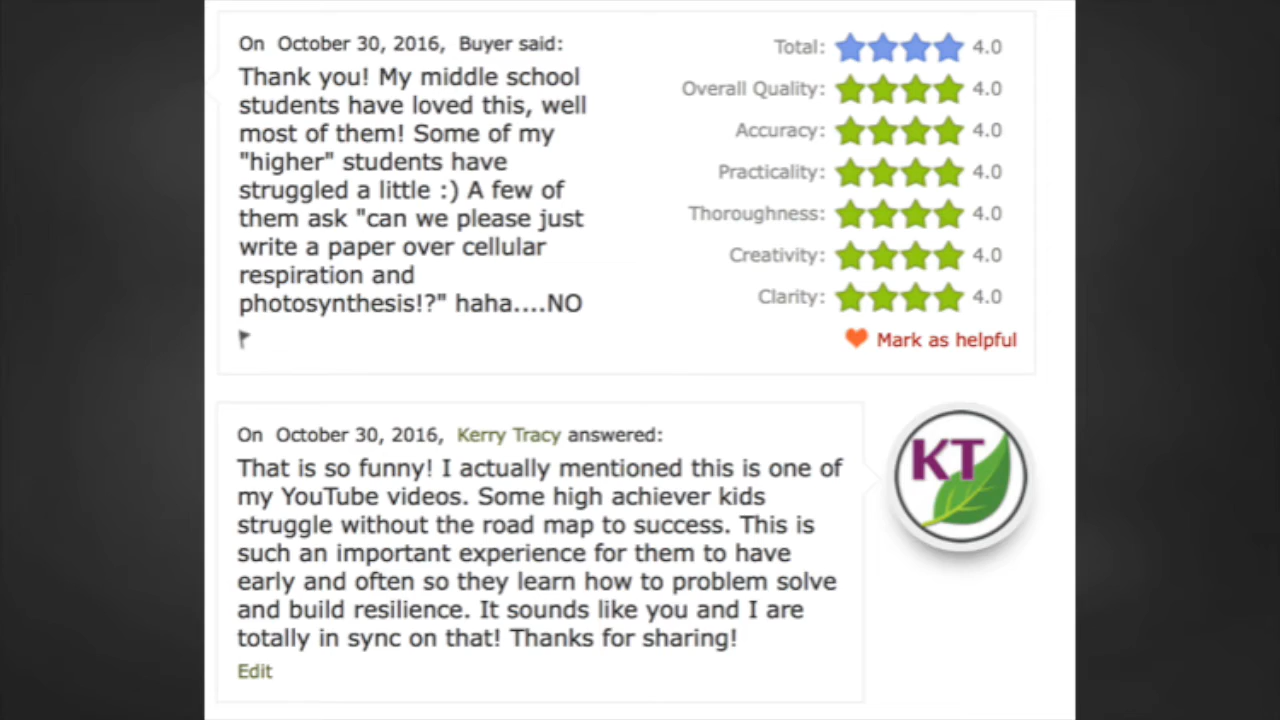 On October 30, 2016, Buyer said:
Thank you! My middle school
students have loved this, well
most of them! Some of my
"higher" students have
struggled a little :) A few of
them ask "can we please just
write a paper over cellular
respiration and
photosynthesis!?" haha....NO
Total: 4.0
Overall Quality: 4.0
Accuracy: 4.0
Practicality: 4.0
Thoroughness: 4.0
Creativity: 4.0
Clarity: 4.0
Mark as helpful
On October 30, 2016, Kerry Tracy answered:
That is so funny! I actually mentioned this is one of
my YouTube videos. Some high achiever kids
struggle without the road map to success. This is
such an important experience for them to have
early and often so they learn how to problem solve
and build resilience. It sounds like you and I are
totally in sync on that! Thanks for sharing!
Edit
KT